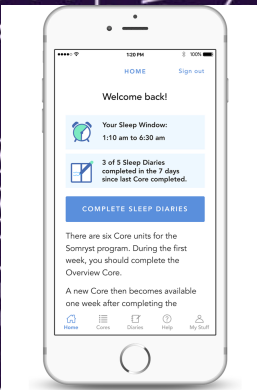 1:20 PM
100%
HOME
Sign out
Welcome back!
Your Sleep Window:
1:10 am to 6:30 am
3 of 5 Sleep Diaries
completed in the 7 days
since last Core completed.
COMPLETE SLEEP DIARIES
There are six Core units for the
Somryst program. During the first
week, you should complete the
Overview Core.
A new Core then becomes available
one week after completing the
Home
Cores
Diaries
Help
My Stuff